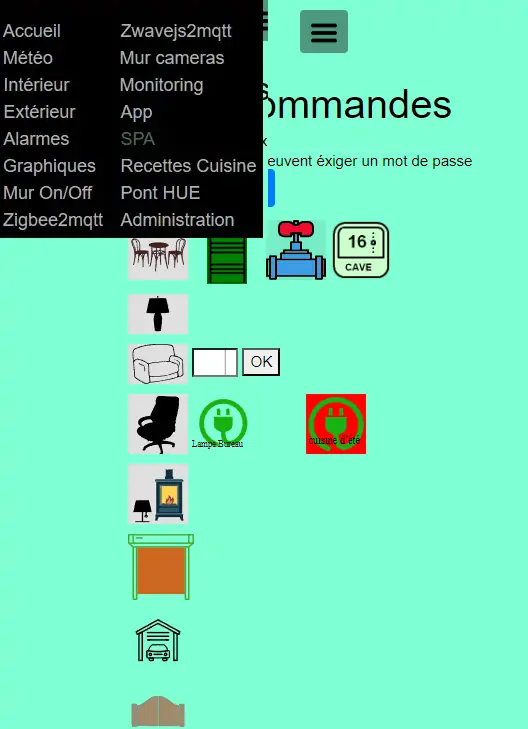 Accueil
Météo
Intérieur
Extérieur
Alarmes
Graphiques
Mur On/Off
Zigbee2mqtt
Zwavejs2mqtt
Mur cameras
Monitoring
App
SPA
Recettes Cuisine
Pont HUE
Administration
ommandes
x
euvent éxiger un mot de passe
16
CAVE
OK
Lampe Bureau
cuisine d'été